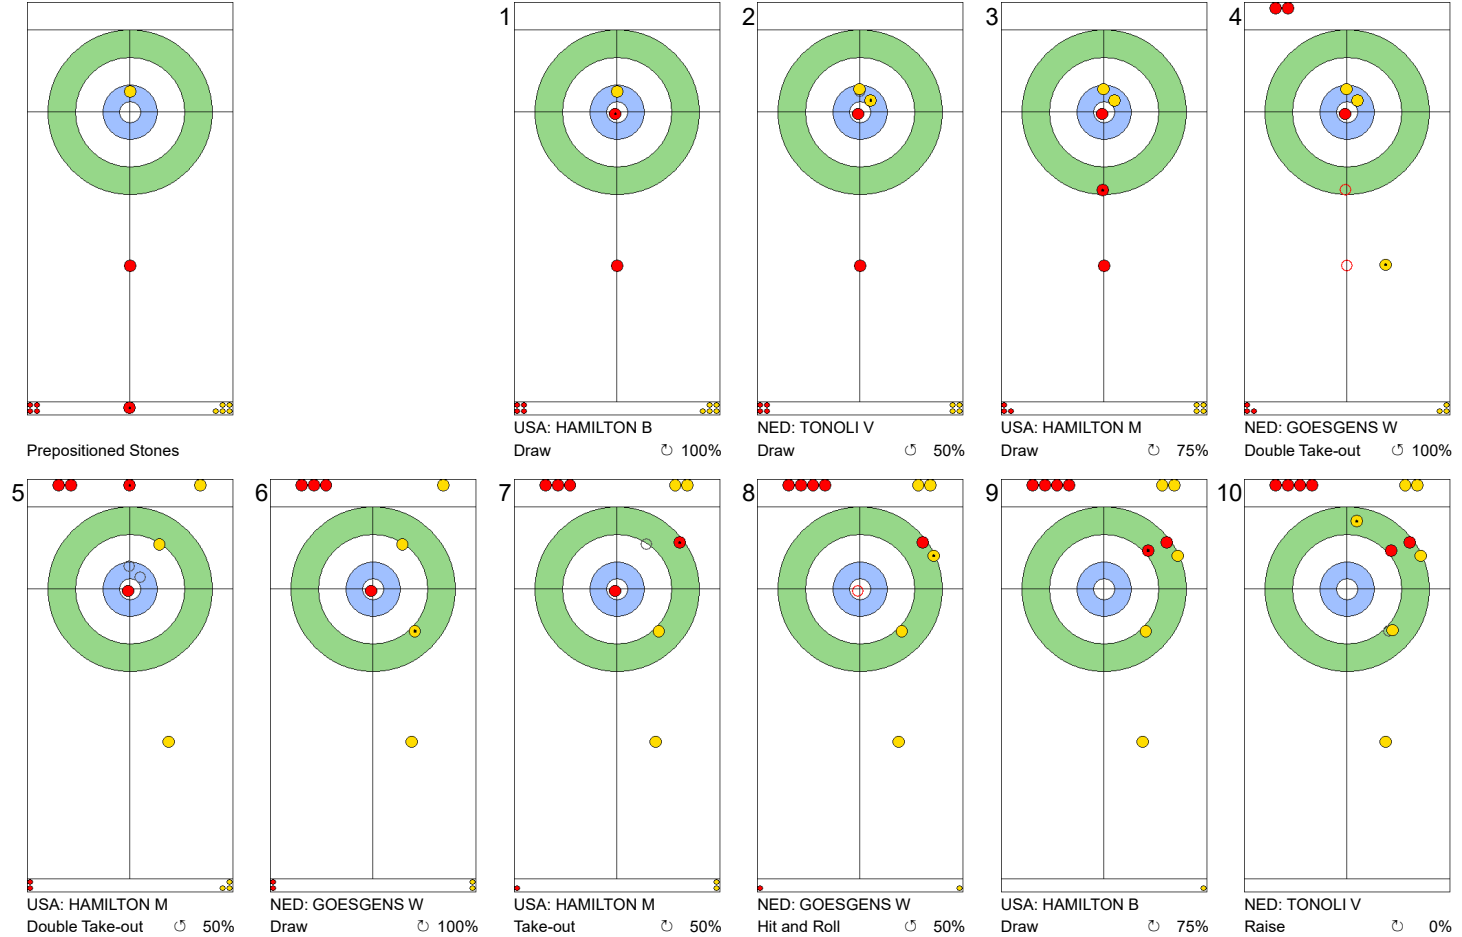 1
2
3
4
Prepositioned Stones
USA: HAMILTON B
Draw ↻ 100%
NED: TONOLI V
Draw ↺ 50%
USA: HAMILTON M
Draw ↻ 75%
NED: GOESGENS W
Double Take-out ↻ 100%
5
6
7
8
9
10
USA: HAMILTON M
Double Take-out ↺ 50%
NED: GOESGENS W
Draw ↻ 100%
USA: HAMILTON M
Take-out ↺ 50%
NED: GOESGENS W
Hit and Roll ↺ 50%
USA: HAMILTON B
Draw ↻ 75%
NED: TONOLI V
Raise ↻ 0%